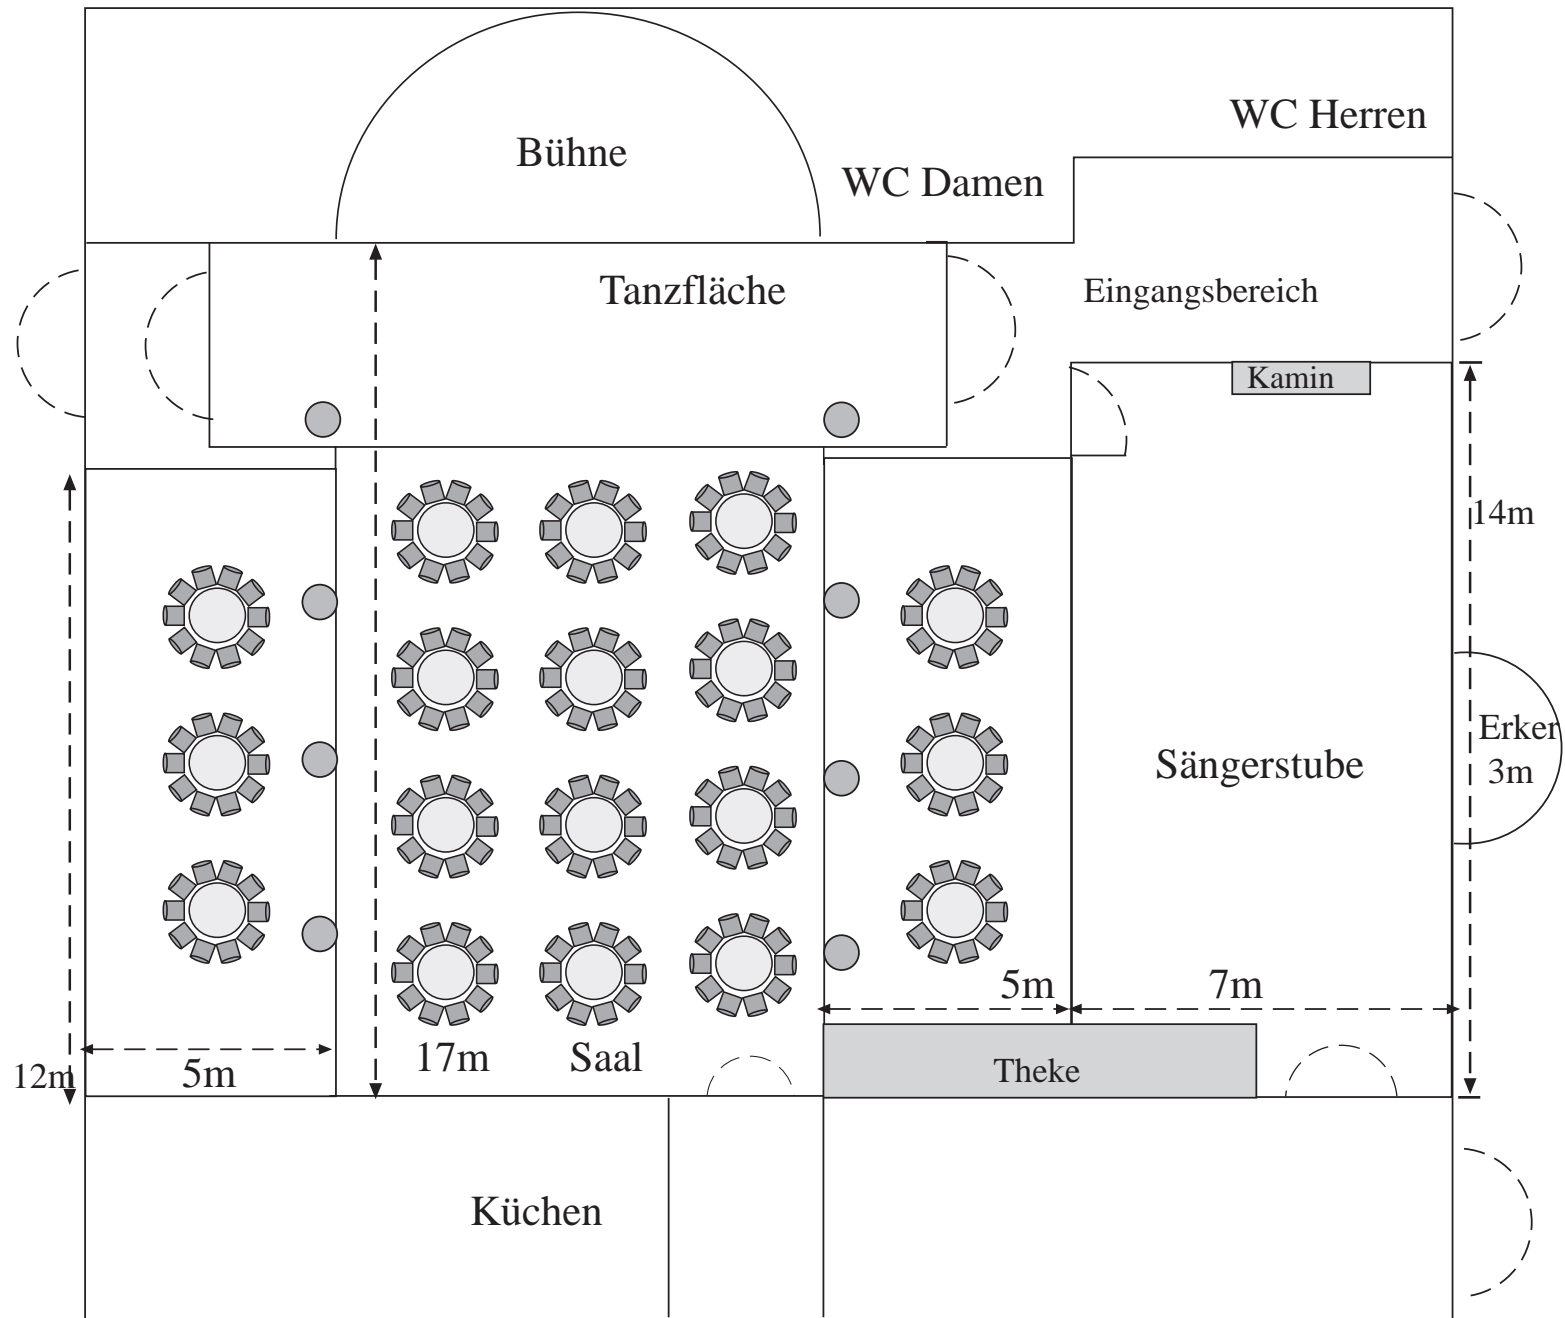 WC Herren
Bühne
WC Damen
Tanzfläche
Eingangsbereich
Kamin
14m
Erker
3m
Sängerstube
5m
7m
17m
Saal
12m
5m
Theke
Küchen